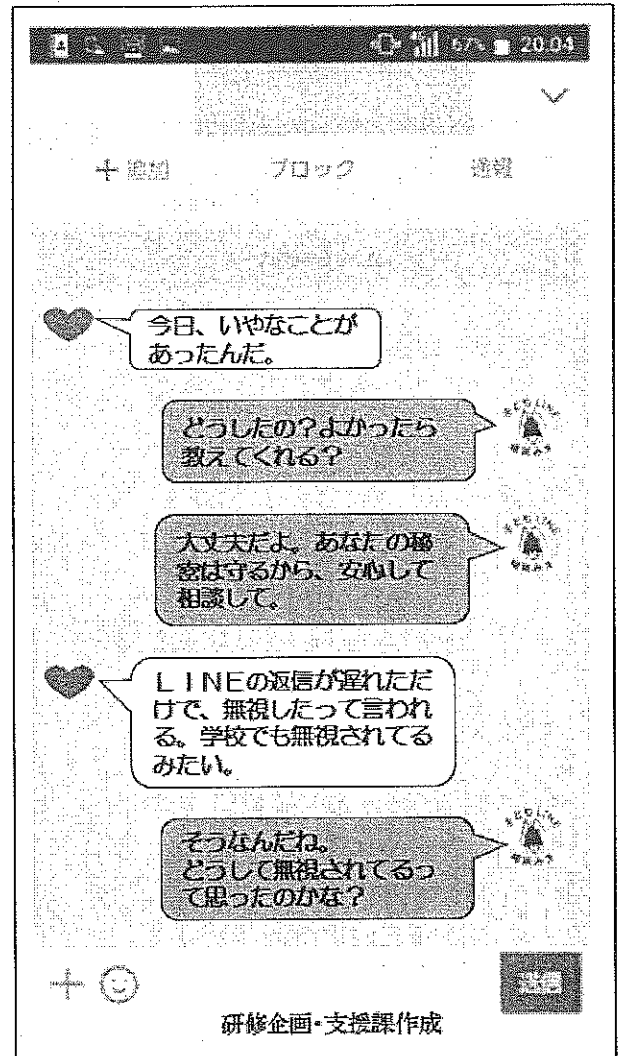 57% 20:04
＋ 追加 ブロック 通報
今日、いやなことが
あったんだ。
どうしたの？よかったら
教えてくれる？
大丈夫だよ。あなたの秘
密は守るから、安心して
相談して。
ＬＩＮＥの返信が遅れただ
けで、無視したって言われ
る。学校でも無視されてる
みたい。
そうなんだね。
どうして無視されてるっ
て思ったのかな？
送信
研修企画・支援課作成